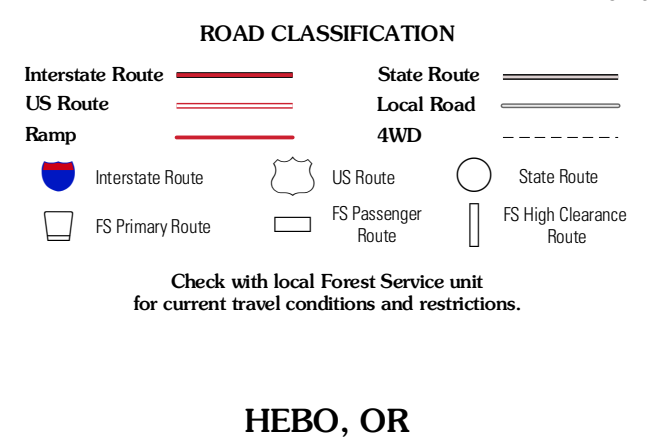 ROAD CLASSIFICATION
Interstate Route
State Route
US Route
Local Road
Ramp
4WD
Interstate Route
US Route
State Route
FS Primary Route
FS Passenger
Route
FS High Clearance
Route
Check with local Forest Service unit
for current travel conditions and restrictions.
HEBO, OR